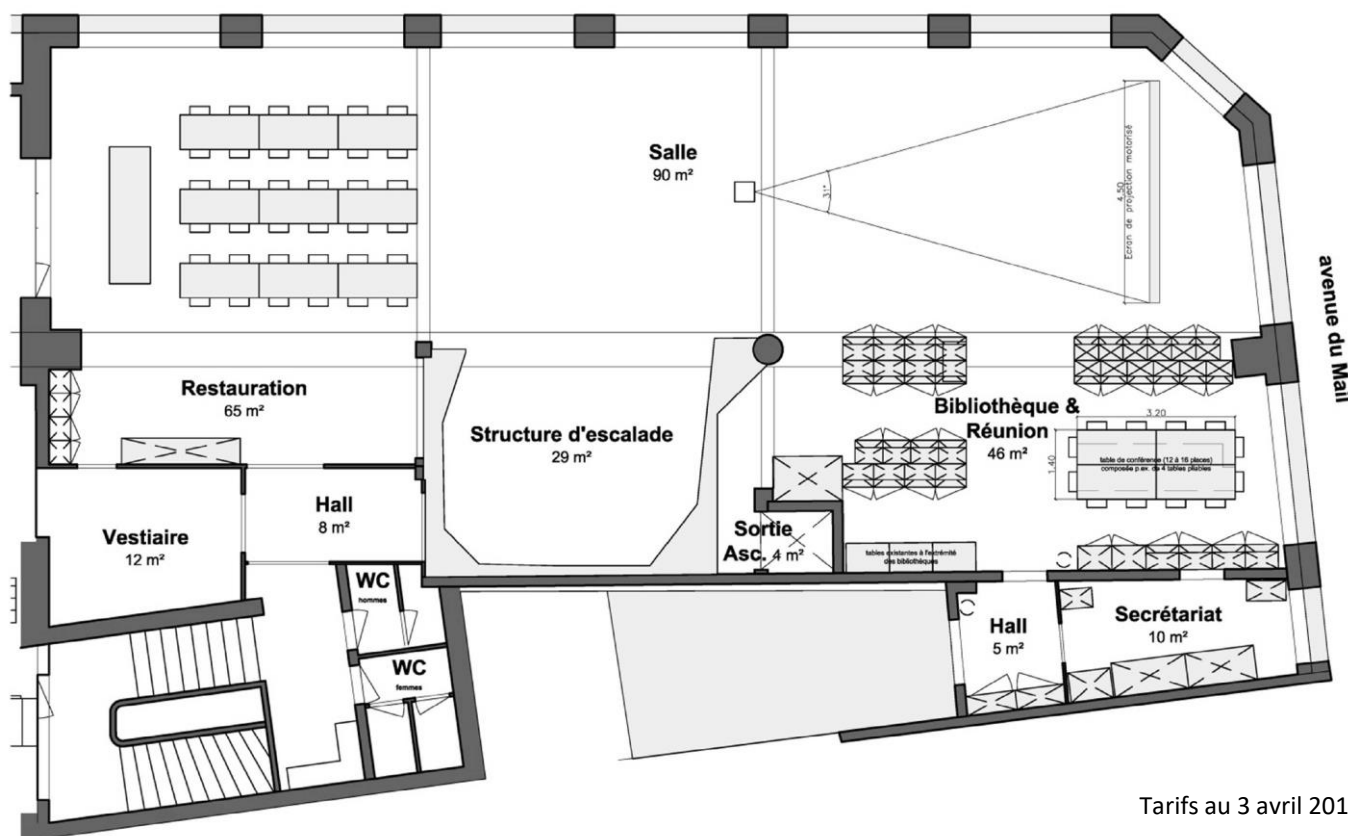 Salle
90 m²
31°
4,50
Ecran de projection motorisé
avenue du Mail
Restauration
65 m²
Structure d'escalade
29 m²
Bibliothèque &
Réunion
46 m²
3.20
1.40
table de conférence (12 à 16 places)
composée p.ex. de 4 tables pliables
Hall
8 m²
Vestiaire
12 m²
Sortie
Asc. 4 m²
tables existantes à l'extrémité
des bibliothèques
WC
hommes
WC
femmes
Hall
5 m²
Secrétariat
10 m²
Tarifs au 3 avril 201